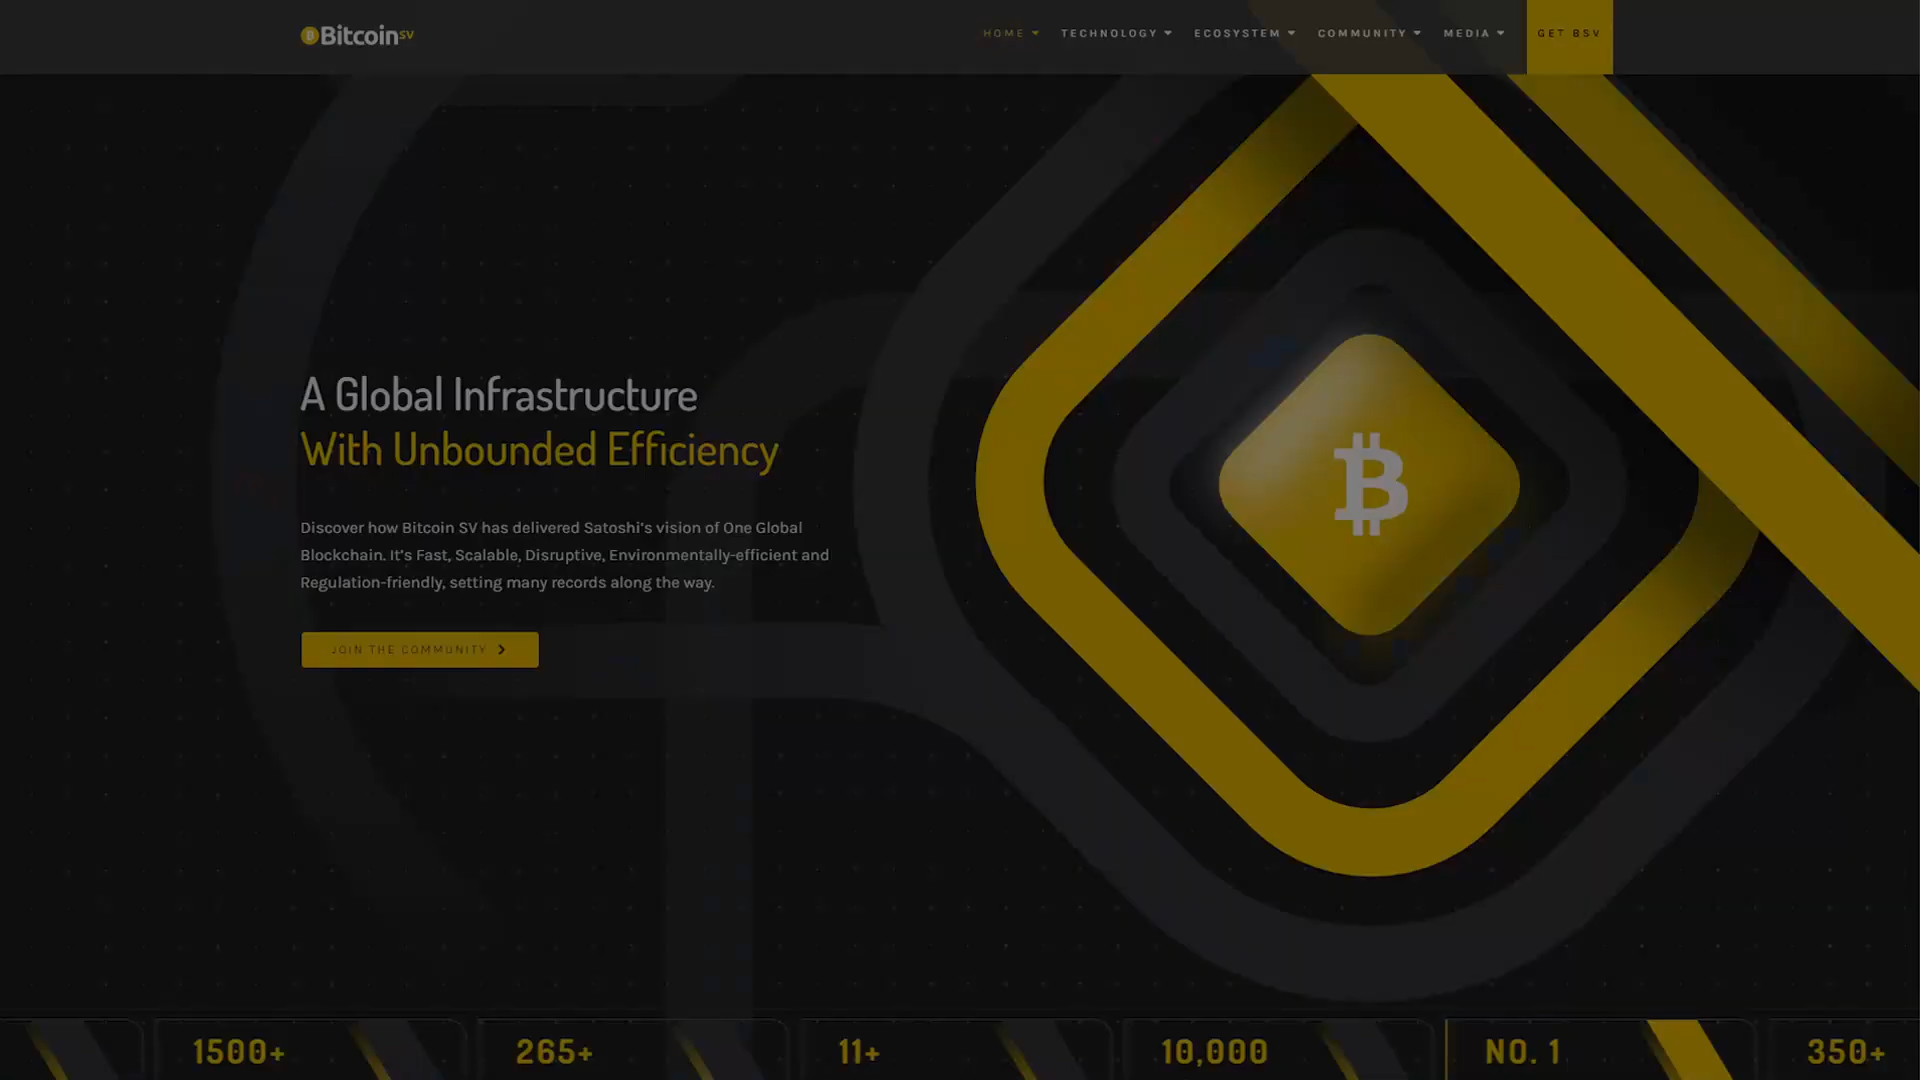 BitcoinSV
HOME TECHNOLOGY ECOSYSTEM COMMUNITY MEDIA GET BSV
A Global Infrastructure
With Unbounded Efficiency
Discover how Bitcoin SV has delivered Satoshi's vision of One Global
Blockchain. It's Fast, Scalable, Disruptive, Environmentally-efficient and
Regulation-friendly, setting many records along the way.
JOIN THE COMMUNITY
1500+ 265+ 11+ 10,000 NO. 1 350+